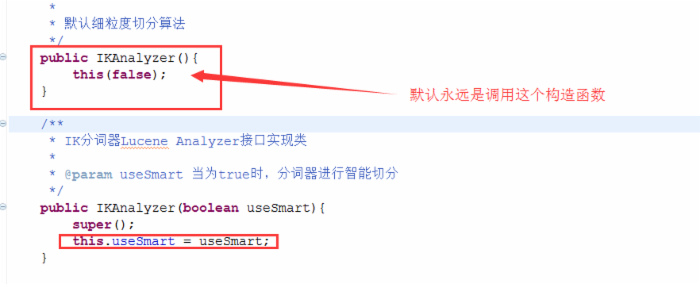 *
* 默认细粒度切分算法
*/
public IKAnalyzer(){
this(false);
}
默认永远是调用这个构造函数
/**
* IK分词器Lucene Analyzer接口实现类
*
* @param useSmart 当为true时，分词器进行智能切分
*/
public IKAnalyzer(boolean useSmart){
super();
this.useSmart = useSmart;
}